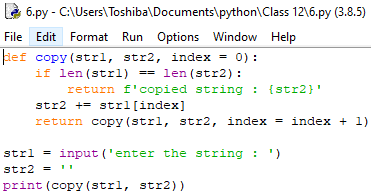 6.py - C:\Users\Toshiba\Documents\python\Class 12\6.py (3.8.5)
File Edit Format Run Options Window Help
def copy(str1, str2, index = 0):
    if len(str1) == len(str2):
        return f'copied string : {str2}'
    str2 += str1[index]
    return copy(str1, str2, index = index + 1)

str1 = input('enter the string : ')
str2 = ''
print(copy(str1, str2))